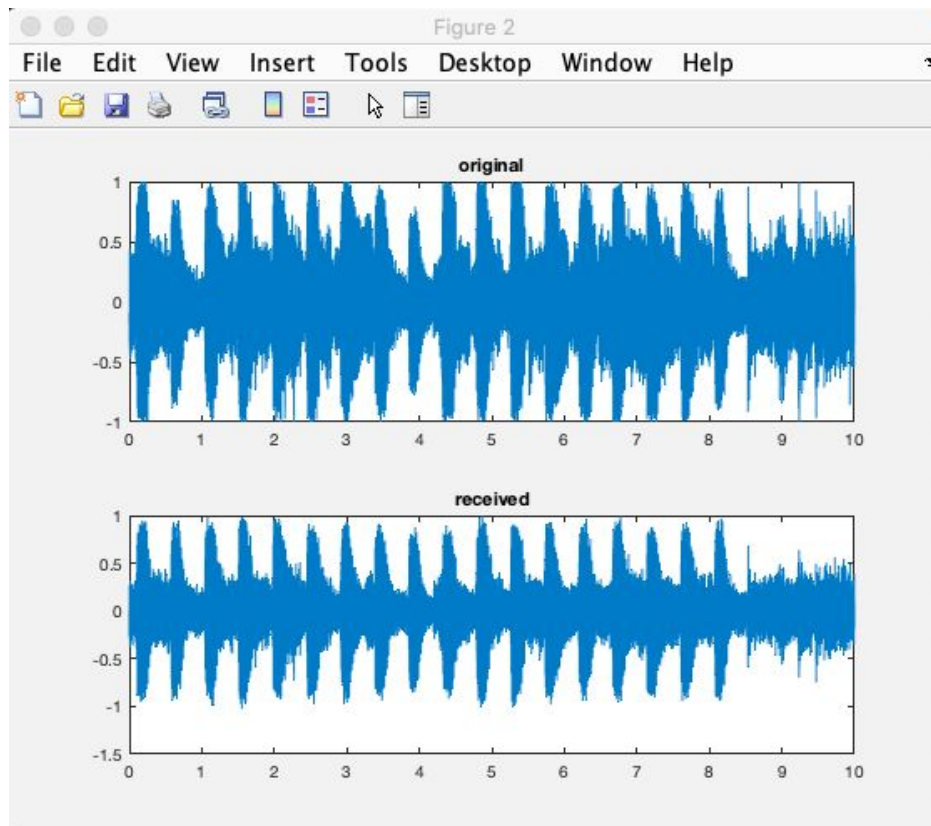 Figure 2
File Edit View Insert Tools Desktop Window Help
original
1
0.5
0
-0.5
-1
0 1 2 3 4 5 6 7 8 9 10
received
1
0.5
0
-0.5
-1
-1.5
0 1 2 3 4 5 6 7 8 9 10